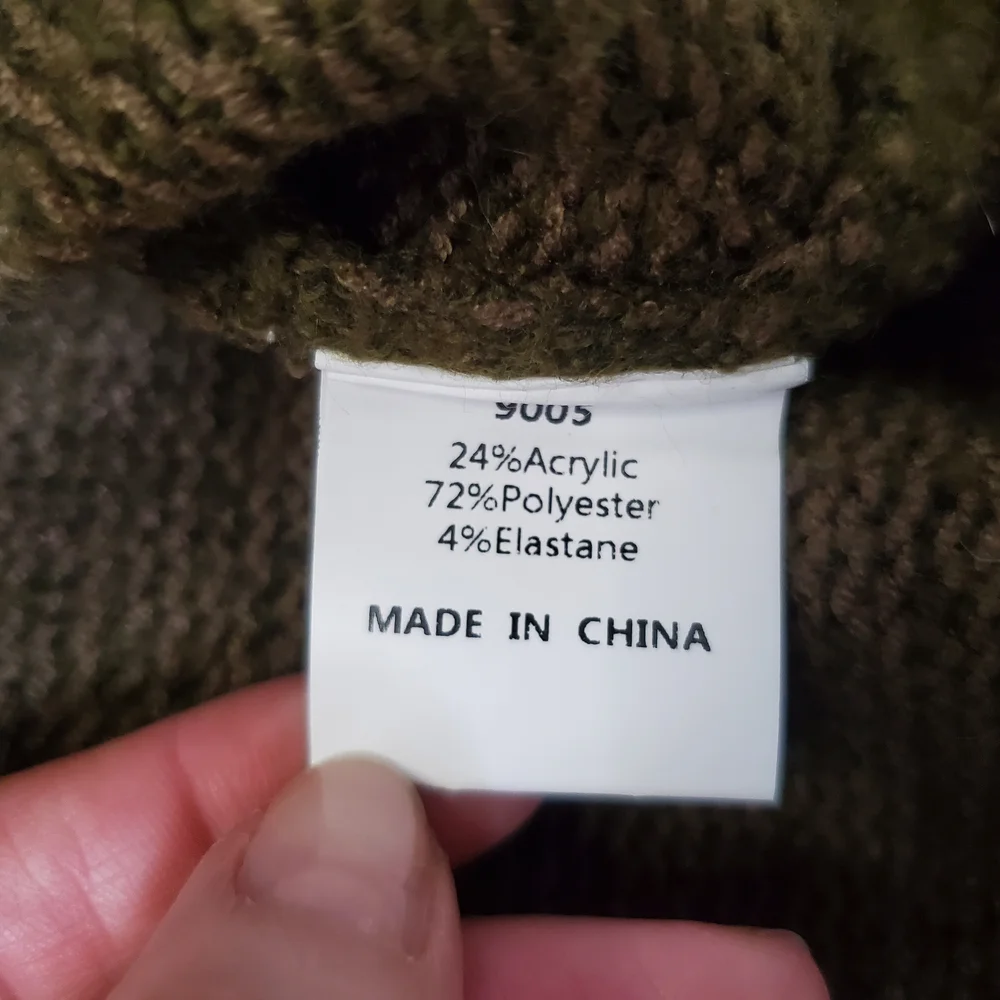 9005
24%Acrylic
72%Polyester
4%Elastane
MADE IN CHINA